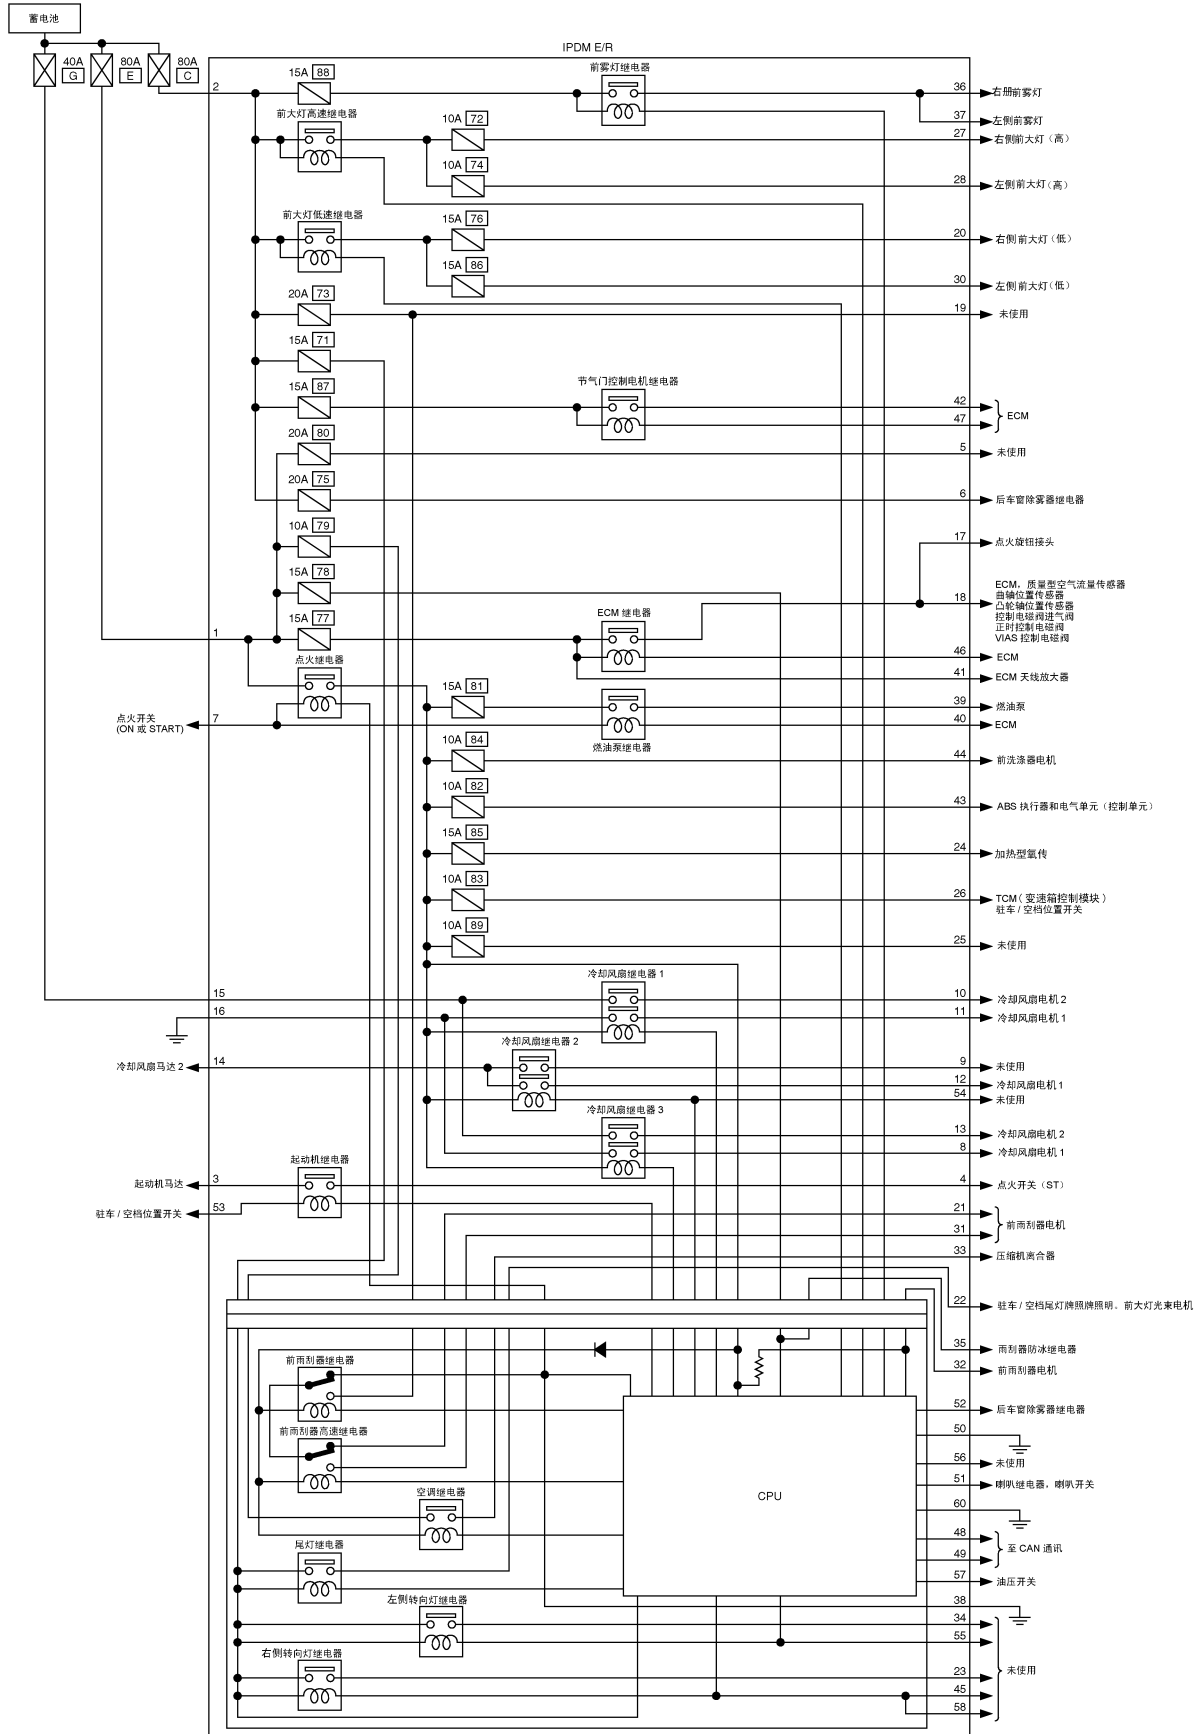 蓄电池
IPDM E/R
40A
G
80A
E
80A
C
2
15A 88
前雾灯继电器
36
右侧前雾灯
37
左侧前雾灯
前大灯高速继电器
10A 72
27
右侧前大灯（高）
10A 74
28
左侧前大灯（高）
前大灯低速继电器
15A 76
20
右侧前大灯（低）
15A 86
30
左侧前大灯（低）
20A 73
19
未使用
15A 71
15A 87
节气门控制电机继电器
42
47
ECM
20A 80
5
未使用
20A 75
6
后车窗除雾器继电器
10A 79
17
点火旋钮接头
15A 78
15A 77
ECM 继电器
18
ECM，质量型空气流量传感器
曲轴位置传感器
凸轮轴位置传感器
控制电磁阀进气阀
正时控制电磁阀
VIAS 控制电磁阀
1
46
ECM
41
ECM 天线放大器
点火继电器
15A 81
39
燃油泵
点火开关
(ON 或 START)
7
40
ECM
燃油泵继电器
10A 84
44
前洗涤器电机
10A 82
43
ABS 执行器和电气单元（控制单元）
15A 85
24
加热型氧传
10A 83
26
TCM（变速箱控制模块）
驻车 / 空档位置开关
10A 89
25
未使用
冷却风扇继电器 1
15
10
冷却风扇电机 2
16
11
冷却风扇电机 1
冷却风扇继电器 2
冷却风扇马达 2
14
9
未使用
12
冷却风扇电机 1
54
未使用
冷却风扇继电器 3
13
冷却风扇电机 2
8
冷却风扇电机 1
起动机继电器
起动机马达
3
4
点火开关（ST）
驻车 / 空档位置开关
53
21
31
前雨刮器电机
33
压缩机离合器
22
驻车 / 空档尾灯牌照牌照明．前大灯光束电机
35
雨刮器防冰继电器
32
前雨刮器电机
前雨刮器继电器
52
后车窗除雾器继电器
前雨刮器高速继电器
50
56
未使用
51
喇叭继电器，喇叭开关
CPU
空调继电器
60
48
49
至 CAN 通讯
尾灯继电器
57
油压开关
左侧转向灯继电器
38
34
55
右侧转向灯继电器
23
45
58
未使用